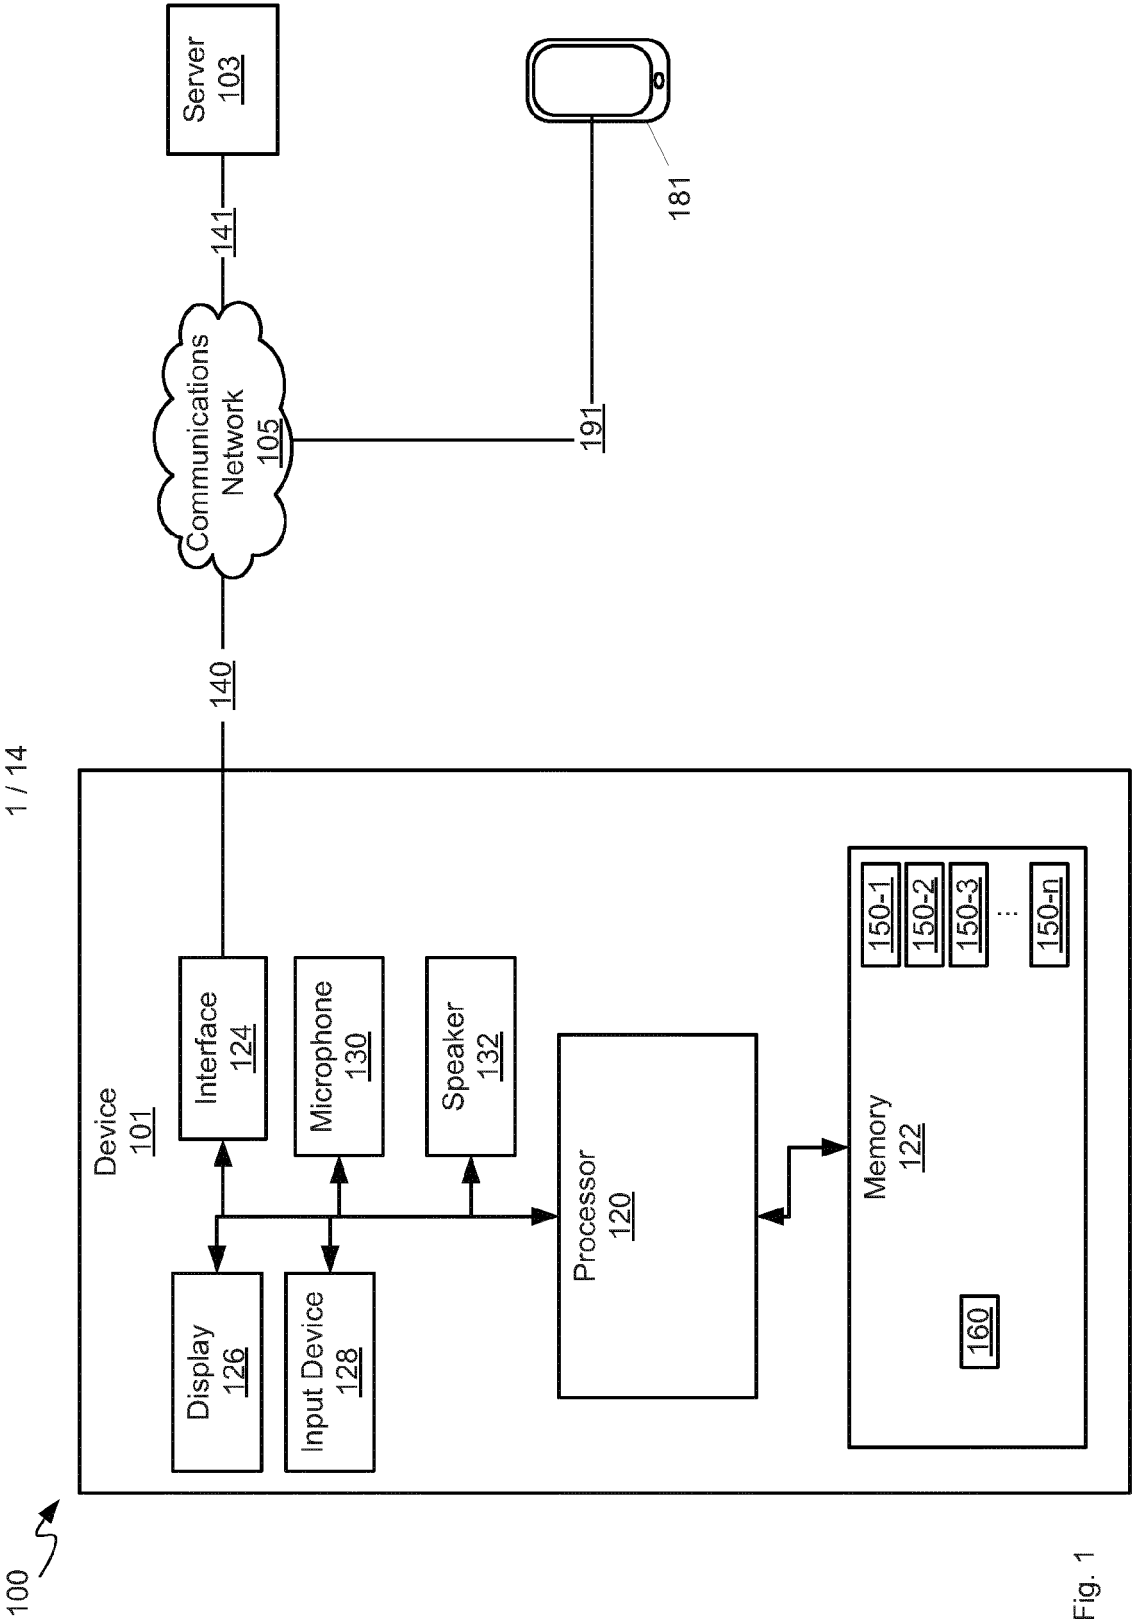 1 / 14
100
Device
101
Display
126
Interface
124
Input Device
128
Microphone
130
Speaker
132
Processor
120
Memory
122
160
150-1
150-2
150-3
...
150-n
140
Communications
Network
105
141
Server
103
191
181
Fig. 1